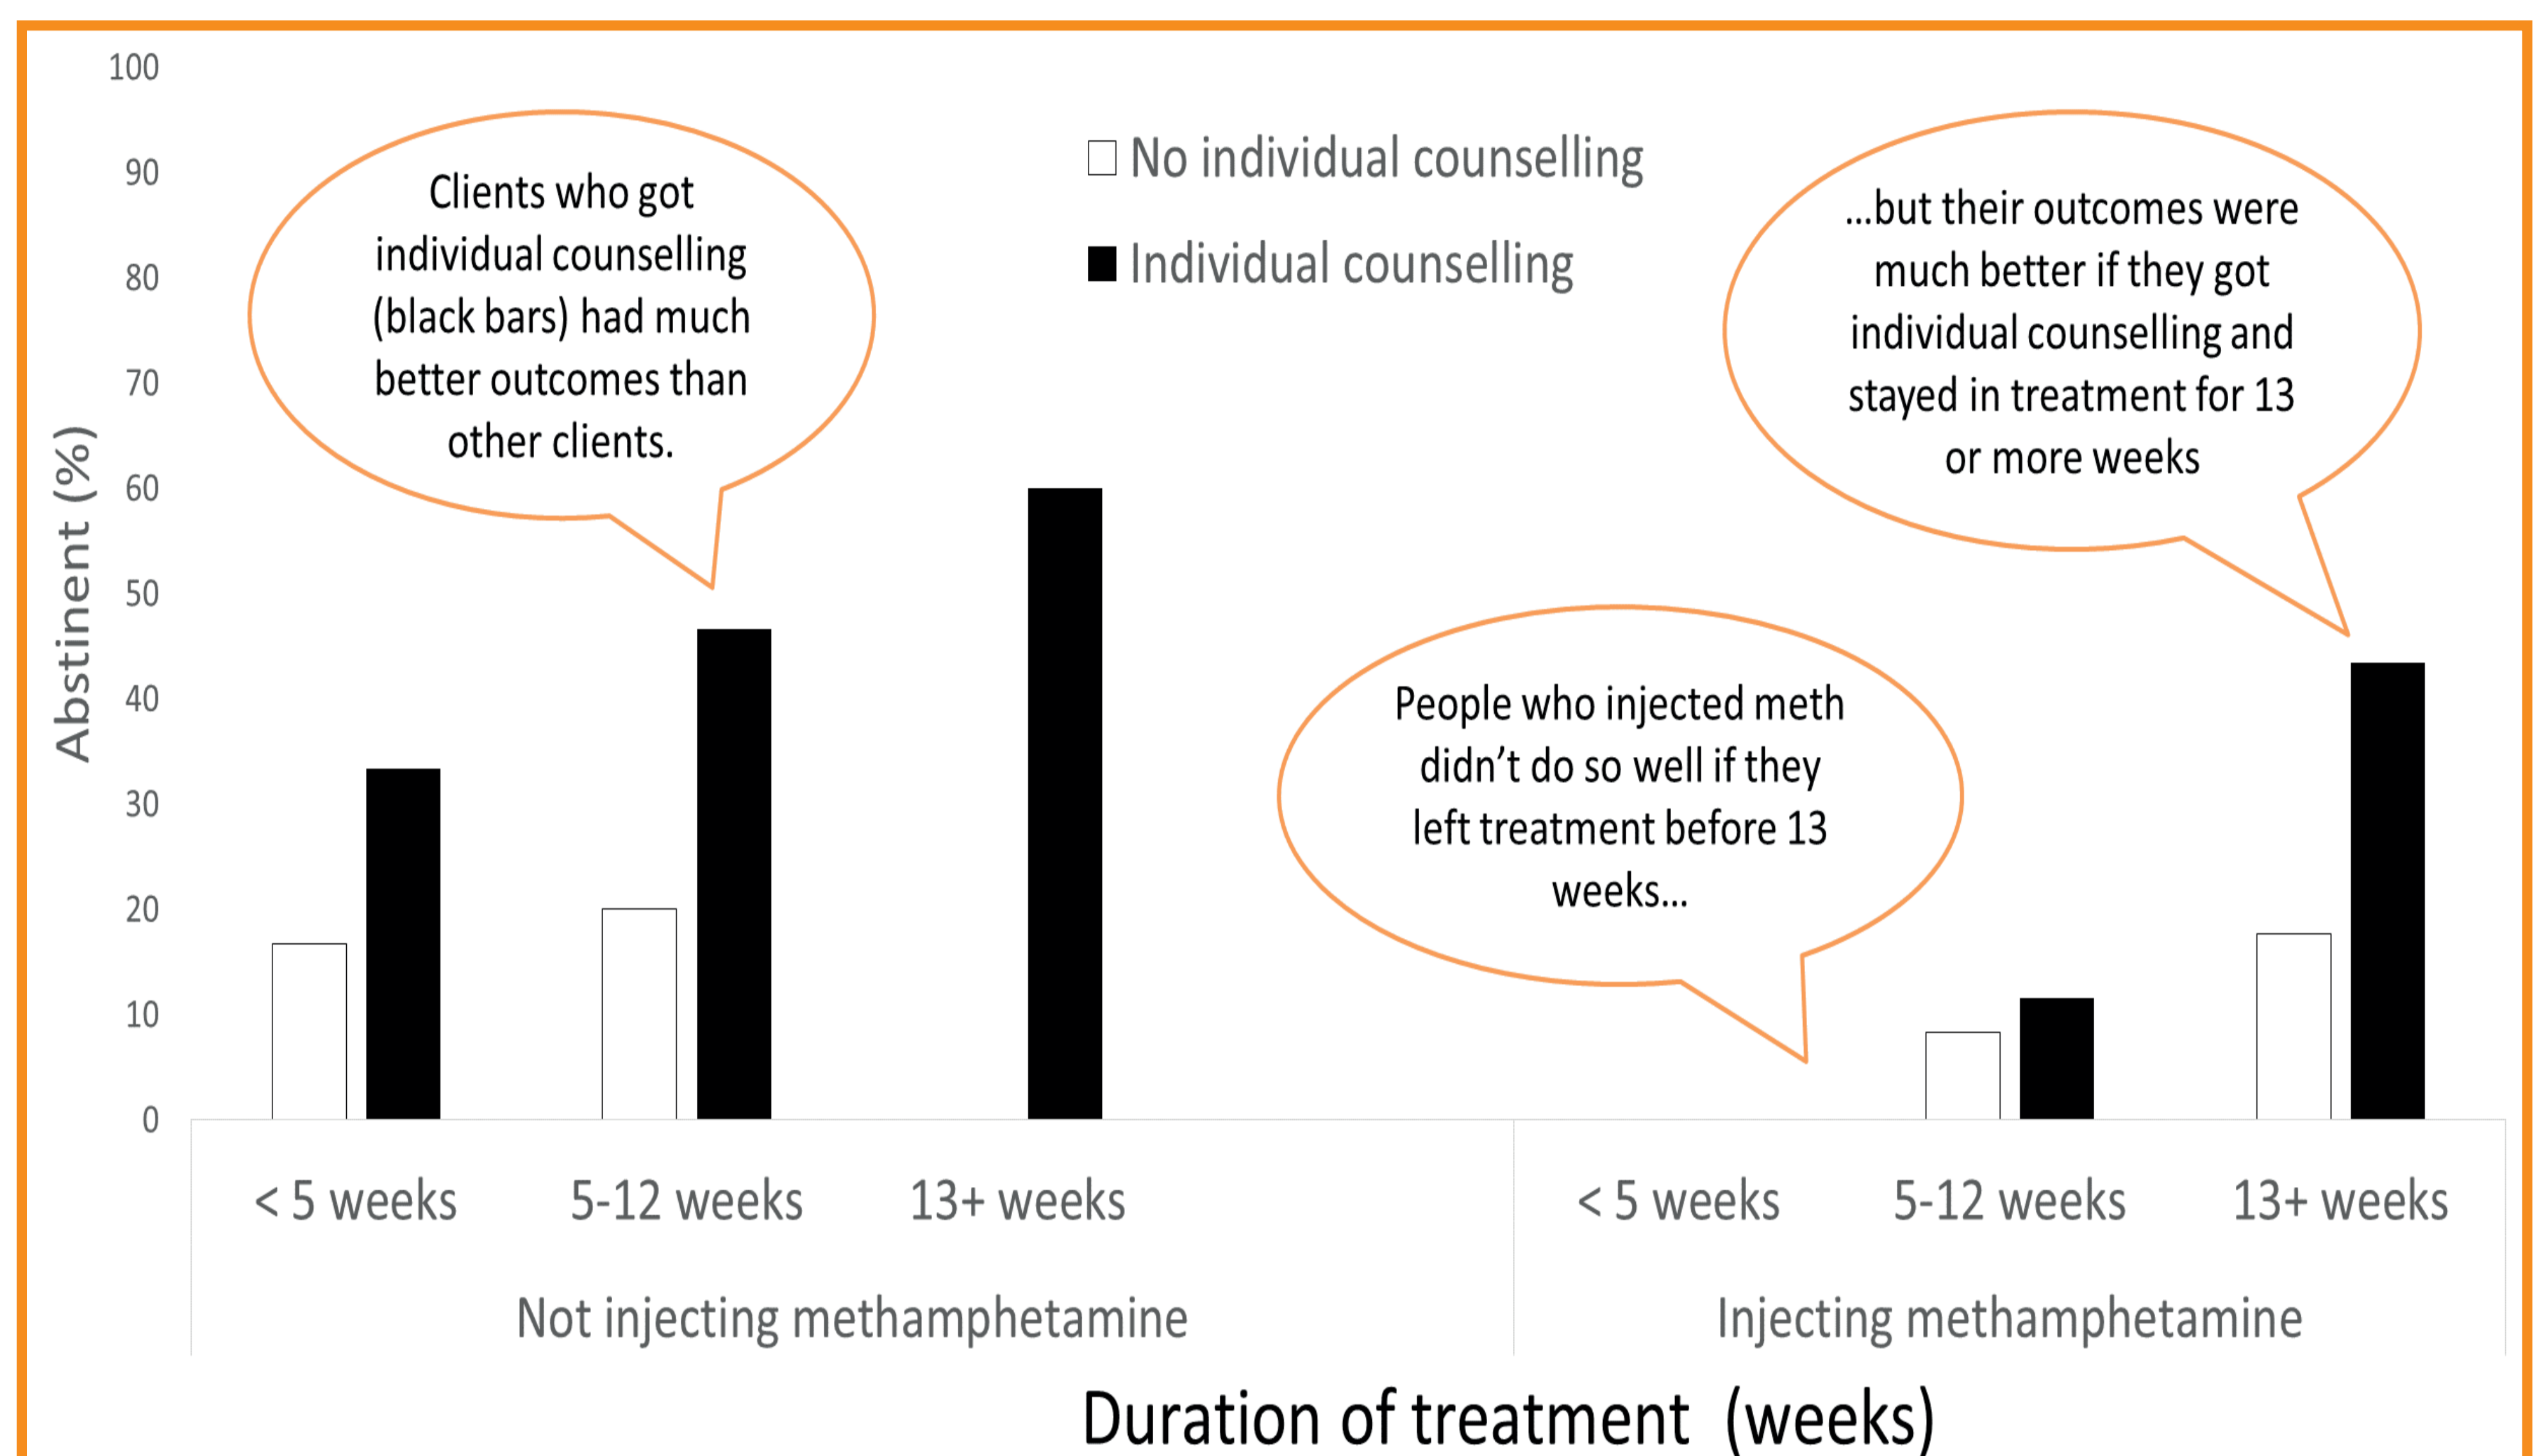 100
90
80
70
60
50
40
30
20
10
0
Abstinent (%)
Clients who got
individual counselling
(black bars) had much
better outcomes than
other clients.
No individual counselling
Individual counselling
...but their outcomes were
much better if they got
individual counselling and
stayed in treatment for 13
or more weeks
People who injected meth
didn't do so well if they
left treatment before 13
weeks...
< 5 weeks
5-12 weeks
13+ weeks
< 5 weeks
5-12 weeks
13+ weeks
Not injecting methamphetamine
Injecting methamphetamine
Duration of treatment (weeks)